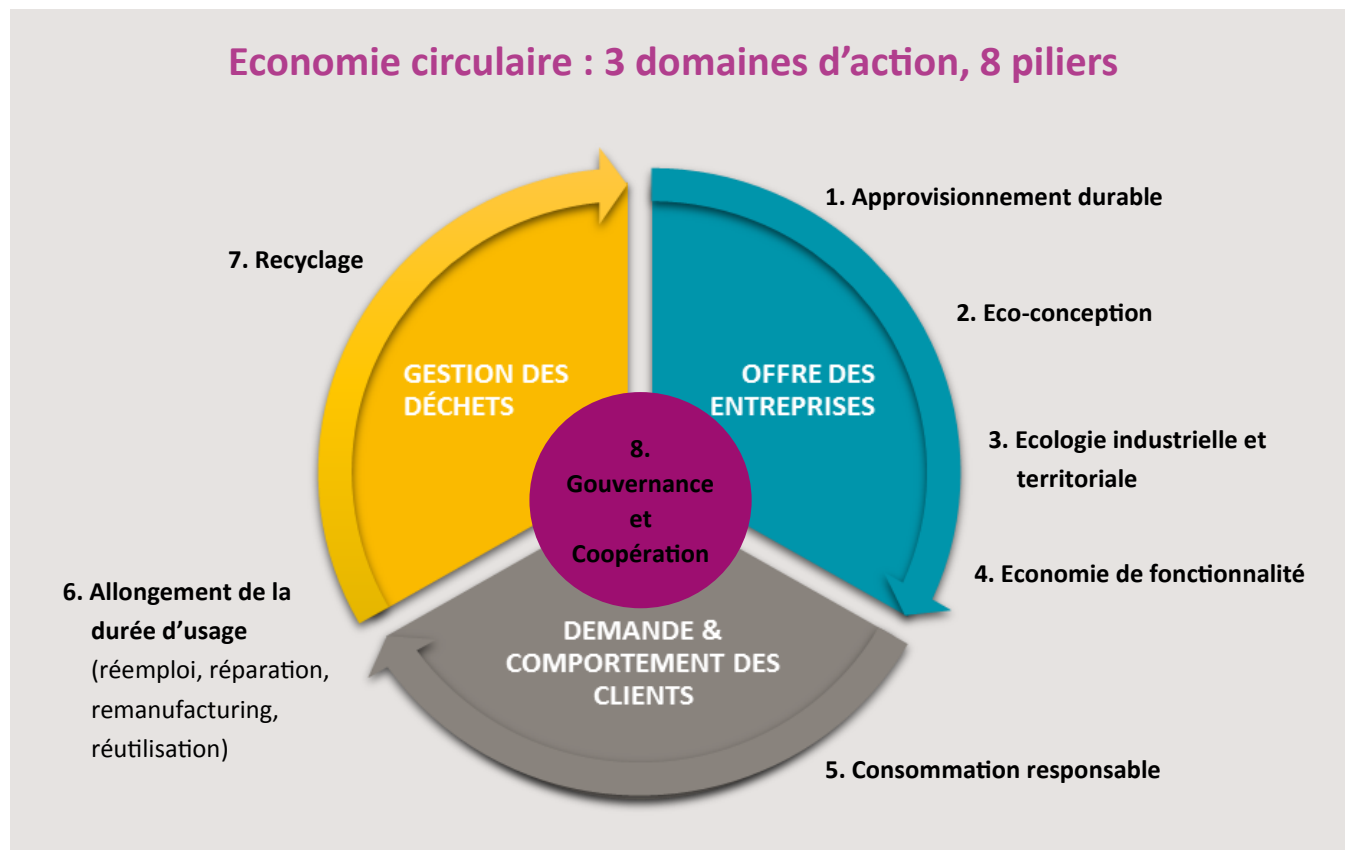 Economie circulaire : 3 domaines d’action, 8 piliers
1. Approvisionnement durable
2. Eco-conception
3. Ecologie industrielle et
territoriale
4. Economie de fonctionnalité
5. Consommation responsable
6. Allongement de la
durée d’usage
(réemploi, réparation,
remanufacturing,
réutilisation)
7. Recyclage
GESTION DES
DÉCHETS
OFFRE DES
ENTREPRISES
8.
Gouvernance
et
Coopération
DEMANDE &
COMPORTEMENT DES
CLIENTS